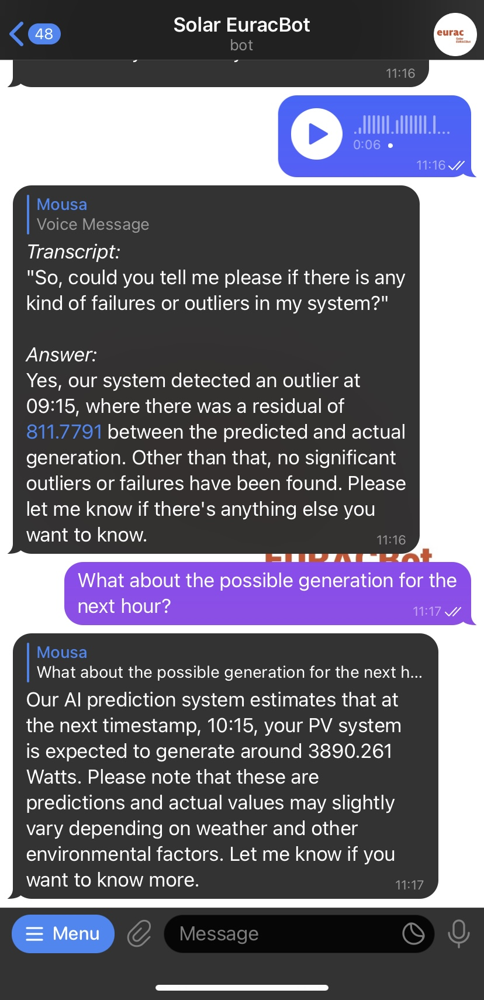 48
Solar EuracBot
bot
eurac
Solar
EURACBot
11:16
0:06
11:16
Mousa
Voice Message
Transcript:
"So, could you tell me please if there is any
kind of failures or outliers in my system?"
Answer:
Yes, our system detected an outlier at
09:15, where there was a residual of
811.7791 between the predicted and actual
generation. Other than that, no significant
outliers or failures have been found. Please
let me know if there's anything else you
want to know.
11:16
EURACBot
What about the possible generation for the
next hour?
11:17
Mousa
What about the possible generation for the next h...
Our AI prediction system estimates that at
the next timestamp, 10:15, your PV system
is expected to generate around 3890.261
Watts. Please note that these are
predictions and actual values may slightly
vary depending on weather and other
environmental factors. Let me know if you
want to know more.
11:17
Menu
Message